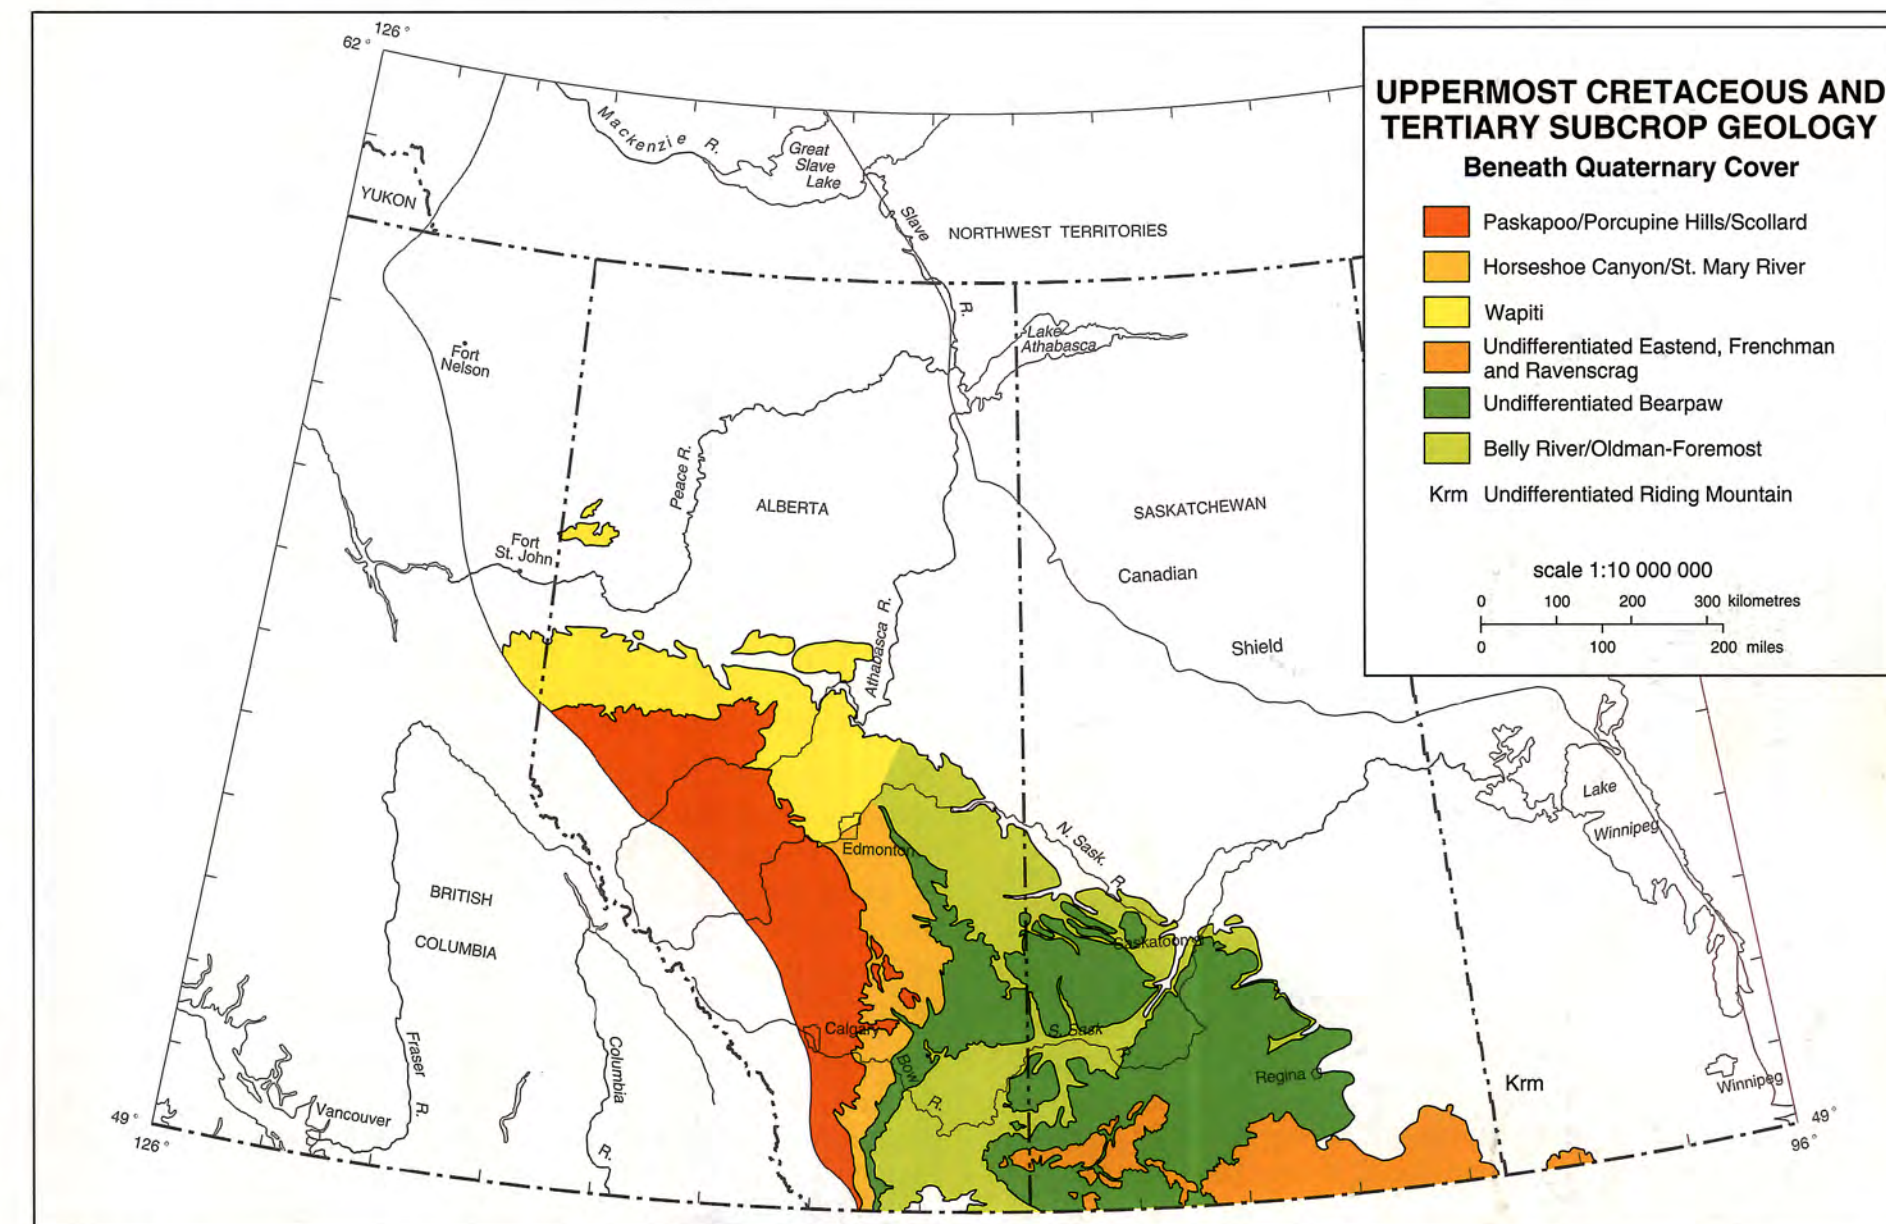 126°
62°
Mackenzie R.
Great
Slave
Lake
YUKON
Slave
R.
NORTHWEST TERRITORIES
UPPERMOST CRETACEOUS AND
TERTIARY SUBCROP GEOLOGY
Beneath Quaternary Cover
Paskapoo/Porcupine Hills/Scollard
Horseshoe Canyon/St. Mary River
Wapiti
Undifferentiated Eastend, Frenchman
and Ravenscrag
Undifferentiated Bearpaw
Belly River/Oldman-Foremost
Krm Undifferentiated Riding Mountain
scale 1:10 000 000
0 100 200 300 kilometres
0 100 200 miles
Fort
Nelson
Lake
Athabasca
Peace R.
ALBERTA
SASKATCHEWAN
Fort
St. John
Canadian
Shield
Athabasca R.
Lake
Winnipeg
Edmonton
N. Sask.
R.
BRITISH
COLUMBIA
Saskatoon
Calgary
S. Sask
Fraser
R.
Columbia
R.
Bow
R.
Regina
Krm
Winnipeg
Vancouver
49°
126°
49°
96°